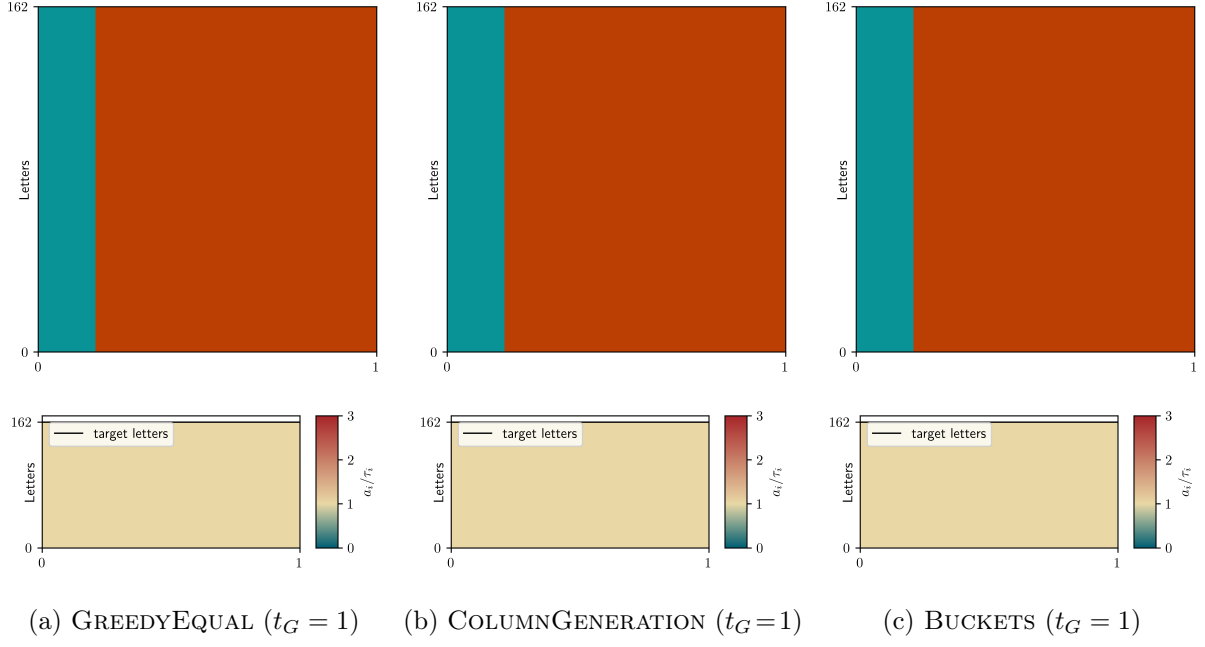 162
Letters
0
0 1
162
Letters
0
0 1
162
Letters
0
0 1
162
target letters
Letters
0
0 1
3
2
1
0
a_i/τ_i
162
target letters
Letters
0
0 1
3
2
1
0
a_i/τ_i
162
target letters
Letters
0
0 1
3
2
1
0
a_i/τ_i
(a) GREEDYEQUAL (t_G = 1)
(b) COLUMNGENERATION (t_G = 1)
(c) BUCKETS (t_G = 1)